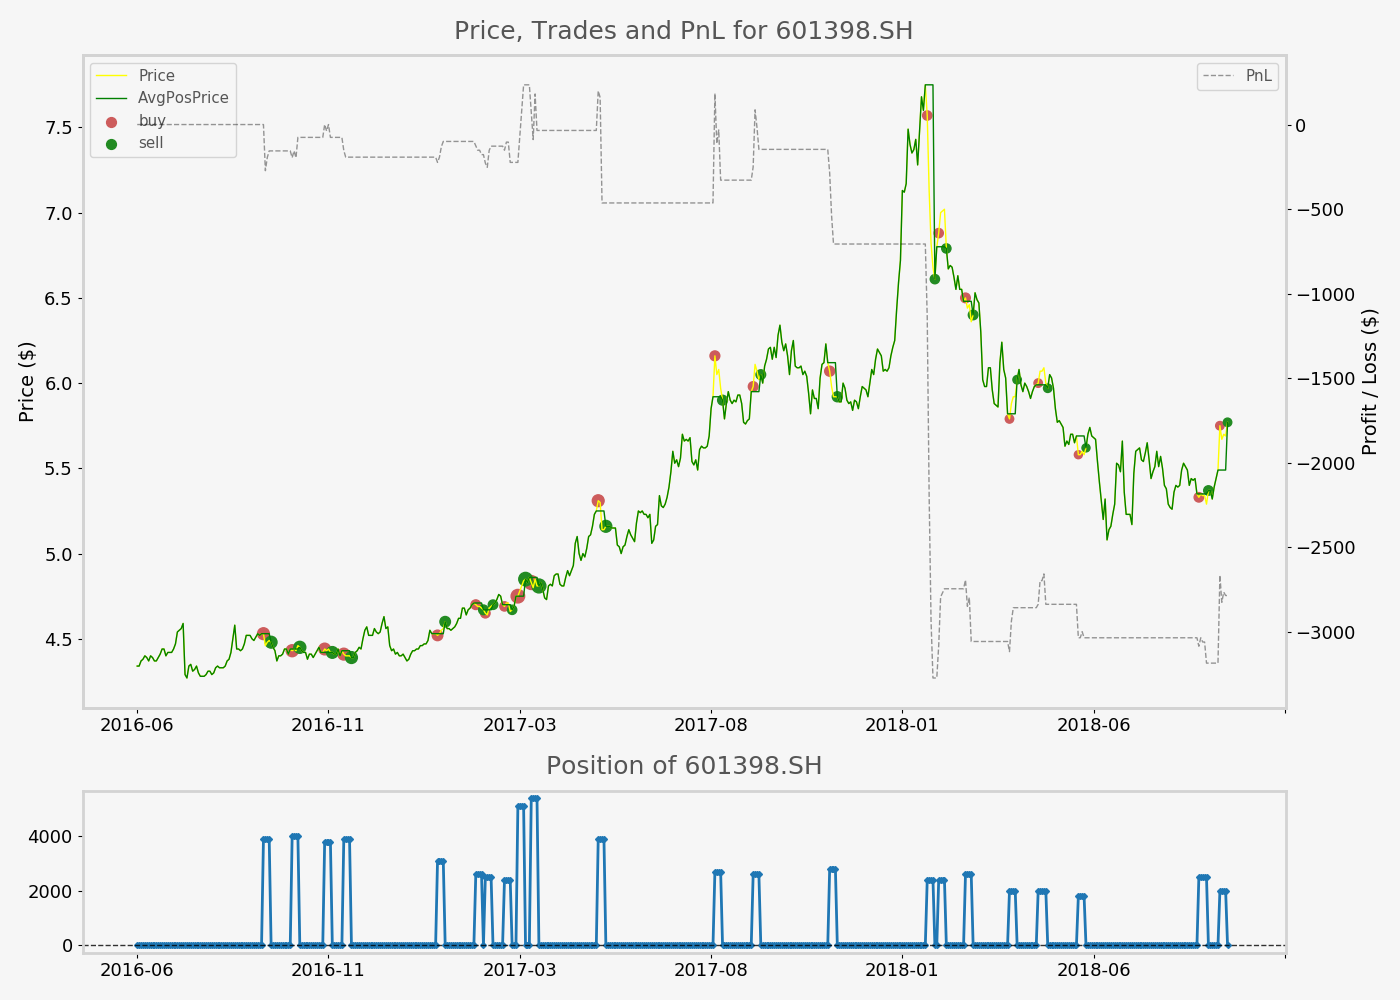 Price, Trades and PnL for 601398.SH
Price
AvgPosPrice
buy
sell
PnL
Price ($)
7.5
7.0
6.5
6.0
5.5
5.0
4.5
0
−500
−1000
−1500
−2000
−2500
−3000
Profit / Loss ($)
2016-06 2016-11 2017-03 2017-08 2018-01 2018-06
Position of 601398.SH
4000
2000
0
2016-06 2016-11 2017-03 2017-08 2018-01 2018-06